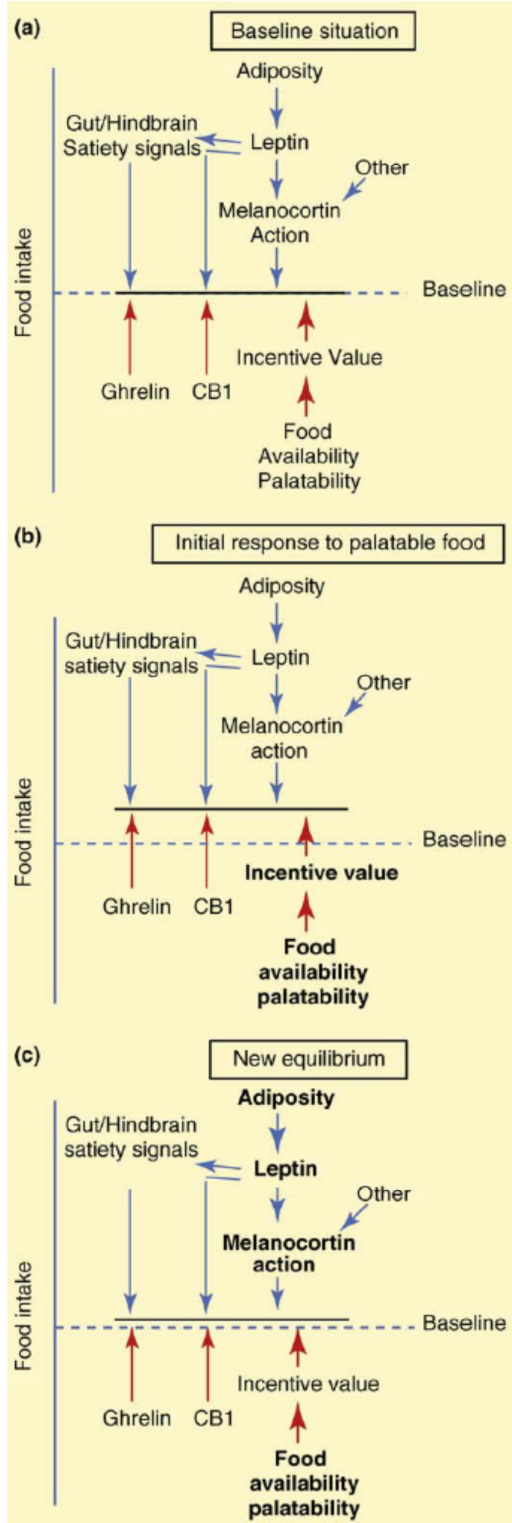 (a)
Baseline situation
Adiposity
Gut/Hindbrain
Satiety signals
Leptin
Other
Melanocortin
Action
Food intake
Baseline
Incentive Value
Ghrelin
CB1
Food
Availability
Palatability
(b)
Initial response to palatable food
Adiposity
Gut/Hindbrain
satiety signals
Leptin
Other
Melanocortin
action
Food intake
Baseline
Incentive value
Ghrelin
CB1
Food
availability
palatability
(c)
New equilibrium
Adiposity
Gut/Hindbrain
satiety signals
Leptin
Other
Melanocortin
action
Food intake
Baseline
Incentive value
Ghrelin
CB1
Food
availability
palatability